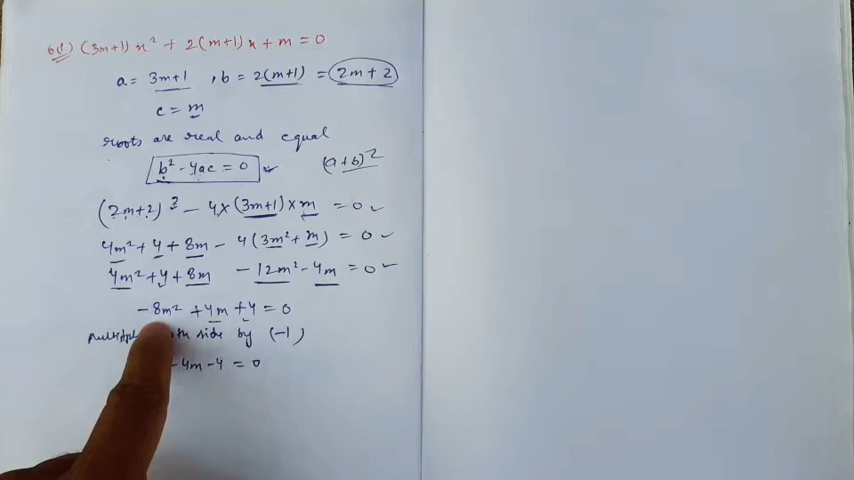 6(i) (3m+1) x² + 2(m+1)x + m = 0
a = 3m+1 , b = 2(m+1) = 2m + 2
c = m
roots are real and equal
b² - 4ac = 0 (a+b)²
(2m+2)² - 4×(3m+1)×m = 0
4m² + 4 + 8m - 4(3m² + m) = 0
4m² + 4 + 8m - 12m² - 4m = 0
-8m² + 4m + 4 = 0
side by (-1)
- 4m - 4 = 0